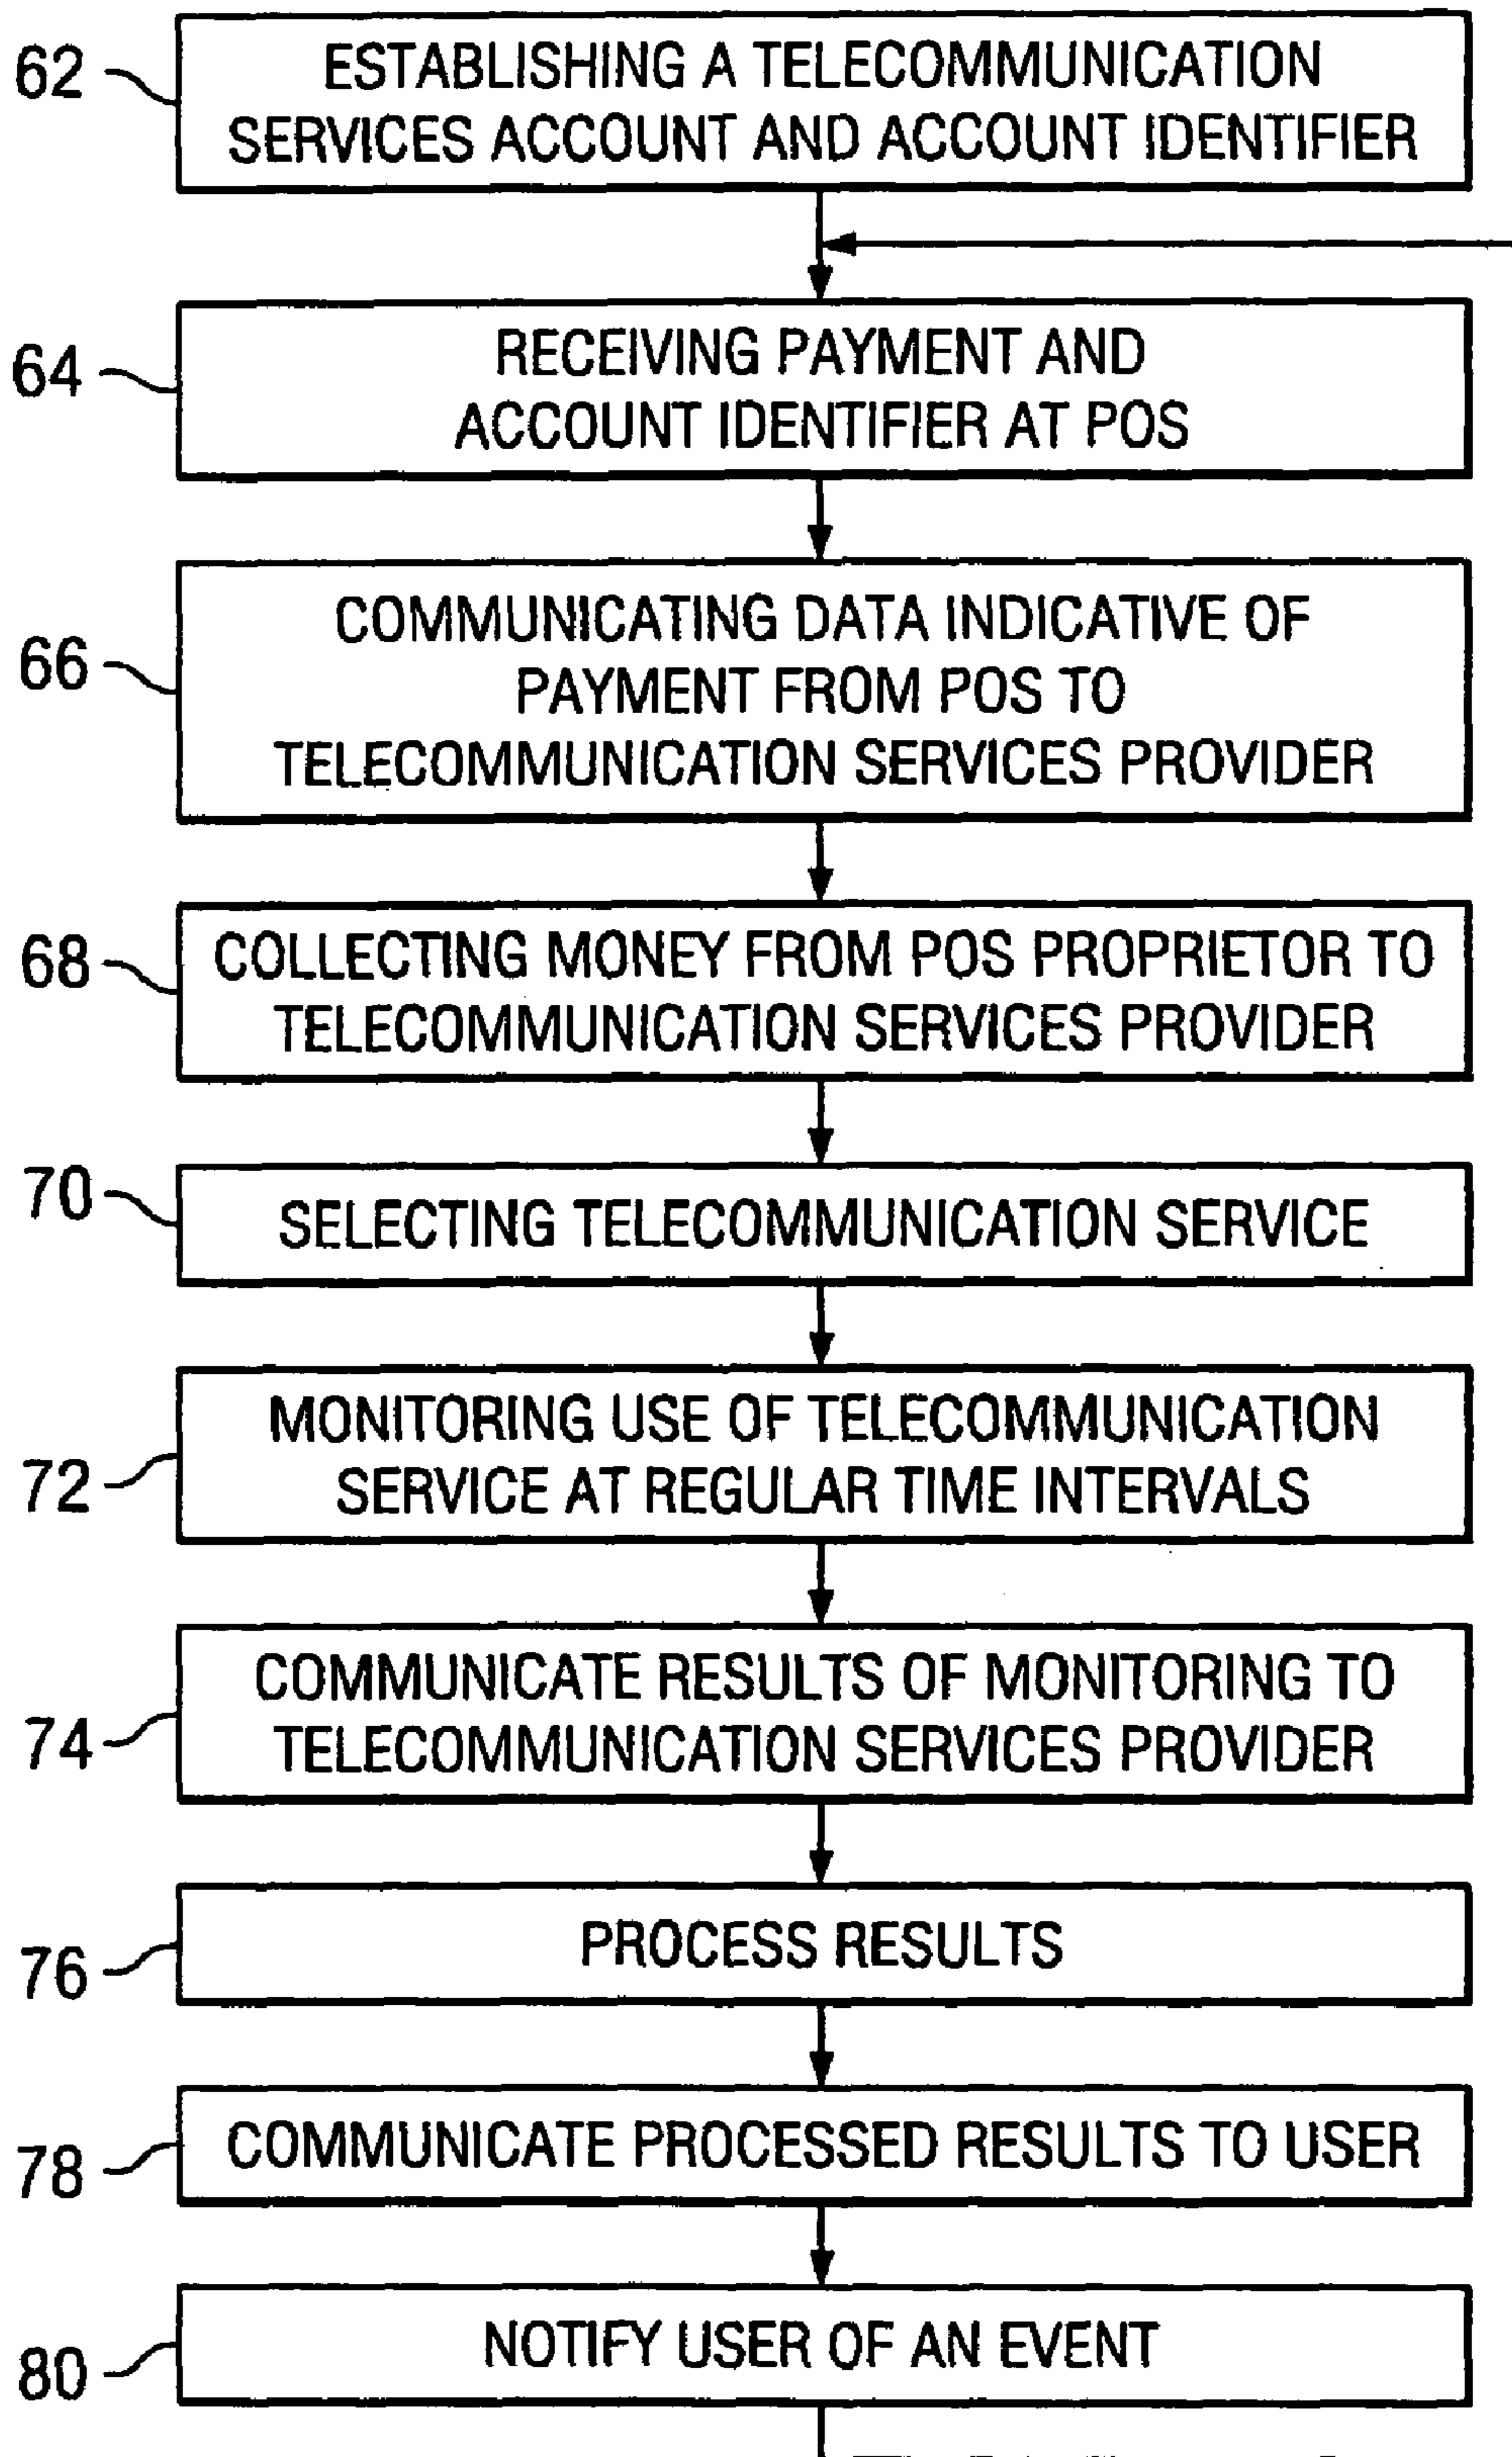 62
ESTABLISHING A TELECOMMUNICATION
SERVICES ACCOUNT AND ACCOUNT IDENTIFIER
64
RECEIVING PAYMENT AND
ACCOUNT IDENTIFIER AT POS
66
COMMUNICATING DATA INDICATIVE OF
PAYMENT FROM POS TO
TELECOMMUNICATION SERVICES PROVIDER
68
COLLECTING MONEY FROM POS PROPRIETOR TO
TELECOMMUNICATION SERVICES PROVIDER
70
SELECTING TELECOMMUNICATION SERVICE
72
MONITORING USE OF TELECOMMUNICATION
SERVICE AT REGULAR TIME INTERVALS
74
COMMUNICATE RESULTS OF MONITORING TO
TELECOMMUNICATION SERVICES PROVIDER
76
PROCESS RESULTS
78
COMMUNICATE PROCESSED RESULTS TO USER
80
NOTIFY USER OF AN EVENT